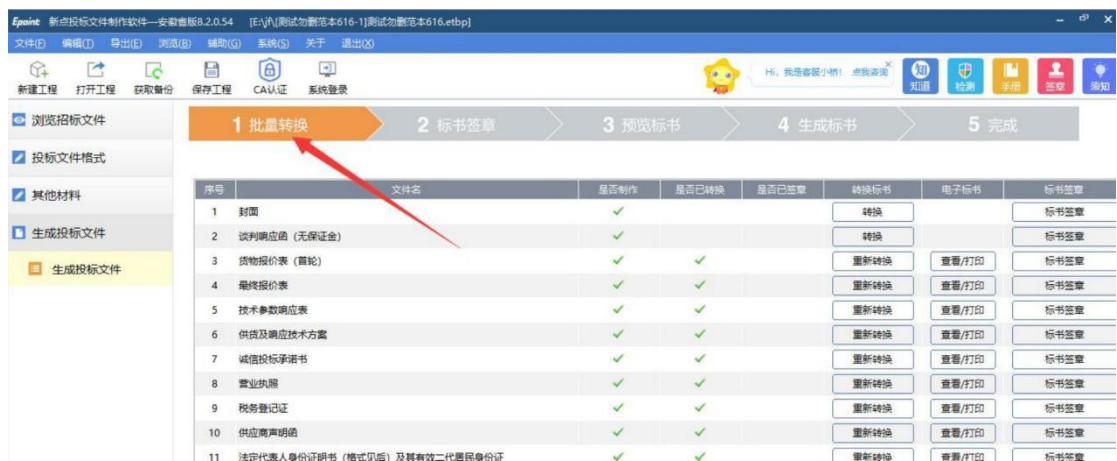 Epoint 新点投标文件制作软件—安徽省版8.2.0.54 [E:\jf\[测试勿删范本616-1]测试勿删范本616.etbp]
文件(F) 编辑(T) 导出(E) 浏览(B) 辅助(G) 系统(S) 关于 退出(X)
新建工程 打开工程 获取备份 保存工程 CA认证 系统登录
Hi，我是客服小桥！ 点我咨询
知 知道 检测 手册 签章 须知
浏览招标文件
投标文件格式
其他材料
生成投标文件
生成投标文件
1 批量转换 2 标书签章 3 预览标书 4 生成标书 5 完成
序号 文件名 是否制作 是否已转换 是否已签章 转换标书 电子标书 标书签章
1 封面 转换 标书签章
2 谈判响应函（无保证金） 转换 标书签章
3 货物报价表（首轮） 重新转换 查看/打印 标书签章
4 最终报价表 重新转换 查看/打印 标书签章
5 技术参数响应表 重新转换 查看/打印 标书签章
6 供货及响应技术方案 重新转换 查看/打印 标书签章
7 诚信投标承诺书 重新转换 查看/打印 标书签章
8 营业执照 重新转换 查看/打印 标书签章
9 税务登记证 重新转换 查看/打印 标书签章
10 供应商声明函 重新转换 查看/打印 标书签章
11 法定代表人身份证明书（格式见后）及其有效二代居民身份证 重新转换 查看/打印 标书签章